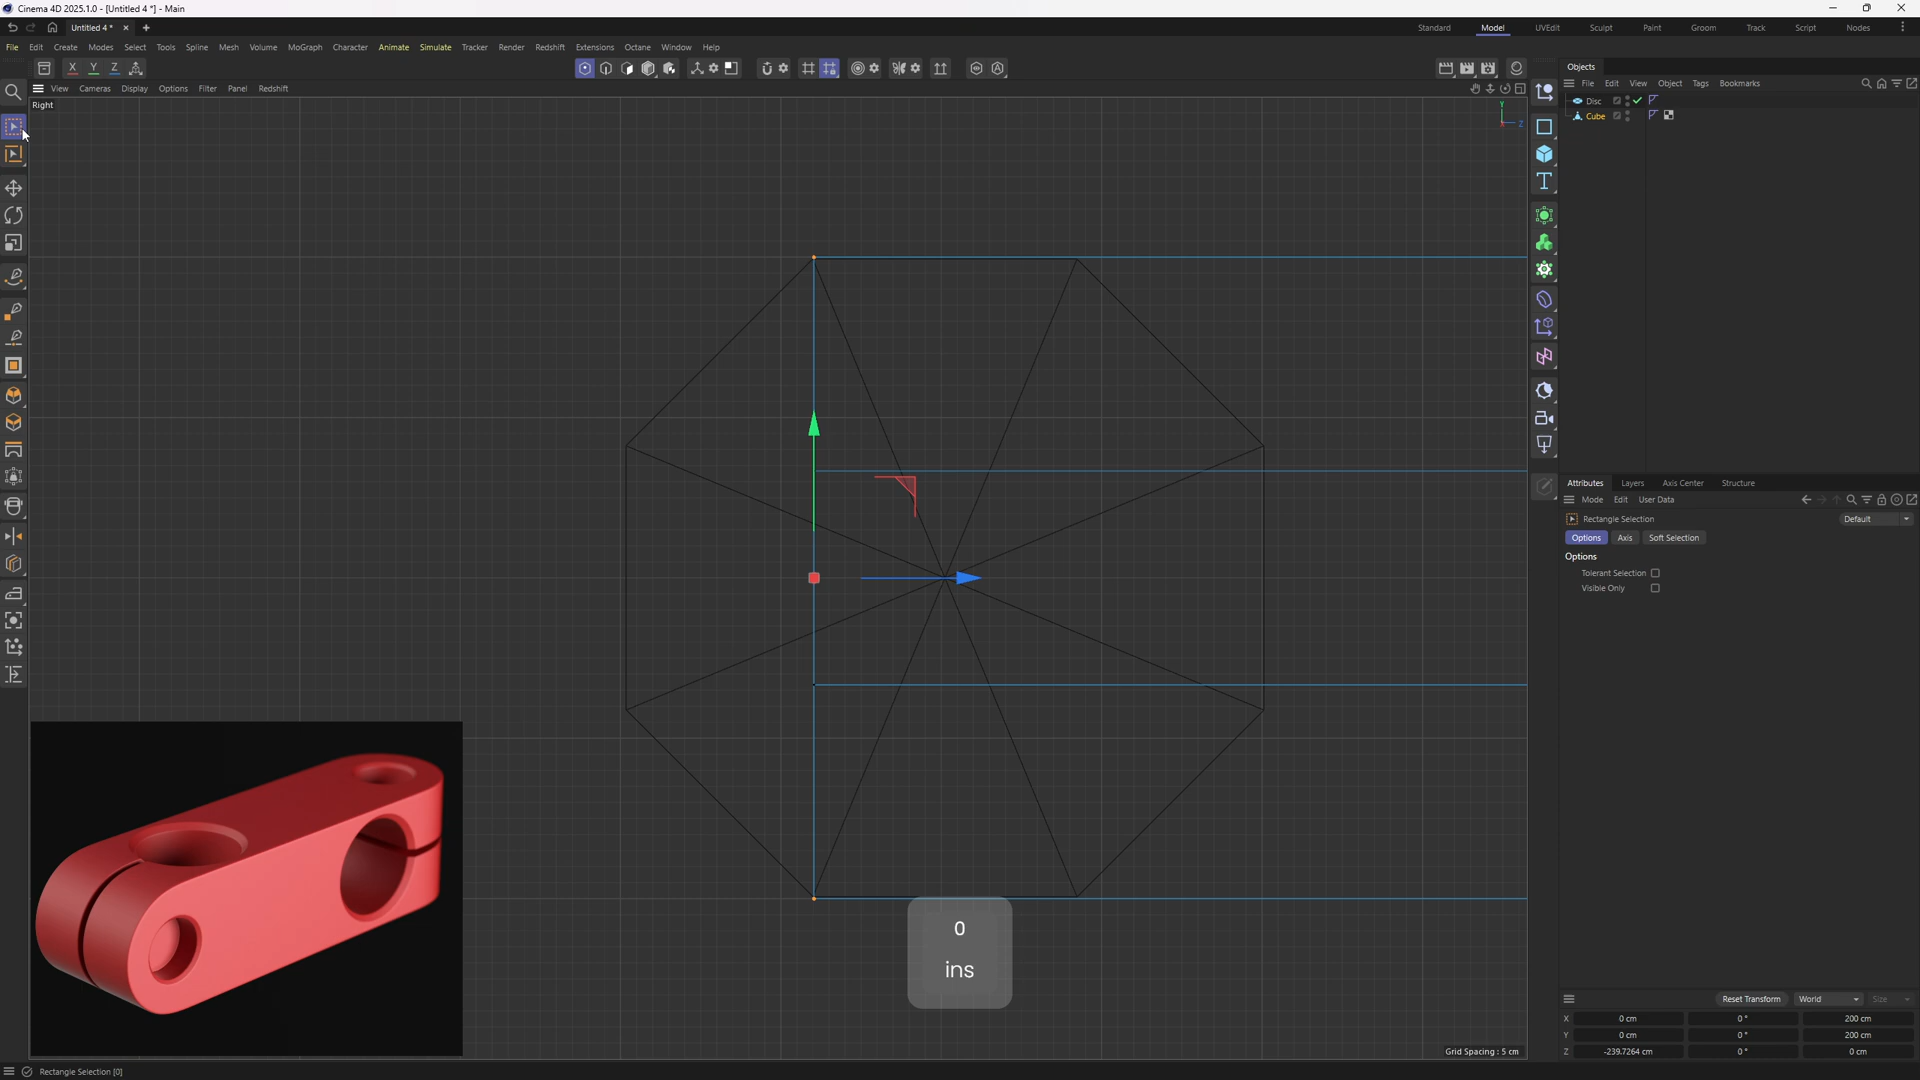 Cinema 4D 2025.1.0 - [Untitled 4 *] - Main
Untitled 4 *
Standard
Model
UVEdit
Sculpt
Paint
Groom
Track
Script
Nodes
File Edit Create Modes Select Tools Spline Mesh Volume MoGraph Character Animate Simulate Tracker Render Redshift Extensions Octane Window Help
X Y Z
Objects
View Cameras Display Options Filter Panel Redshift
File Edit View Object Tags Bookmarks
Right
Y
Z
Disc
Cube
Attributes Layers Axis Center Structure
Mode Edit User Data
Rectangle Selection
Default
Options Axis Soft Selection
Options
Tolerant Selection
Visible Only
0
ins
Grid Spacing : 5 cm
Reset Transform World Size
X 0 cm 0 ° 200 cm
Y 0 cm 0 ° 200 cm
Z -239.7264 cm 0 ° 0 cm
Rectangle Selection [0]